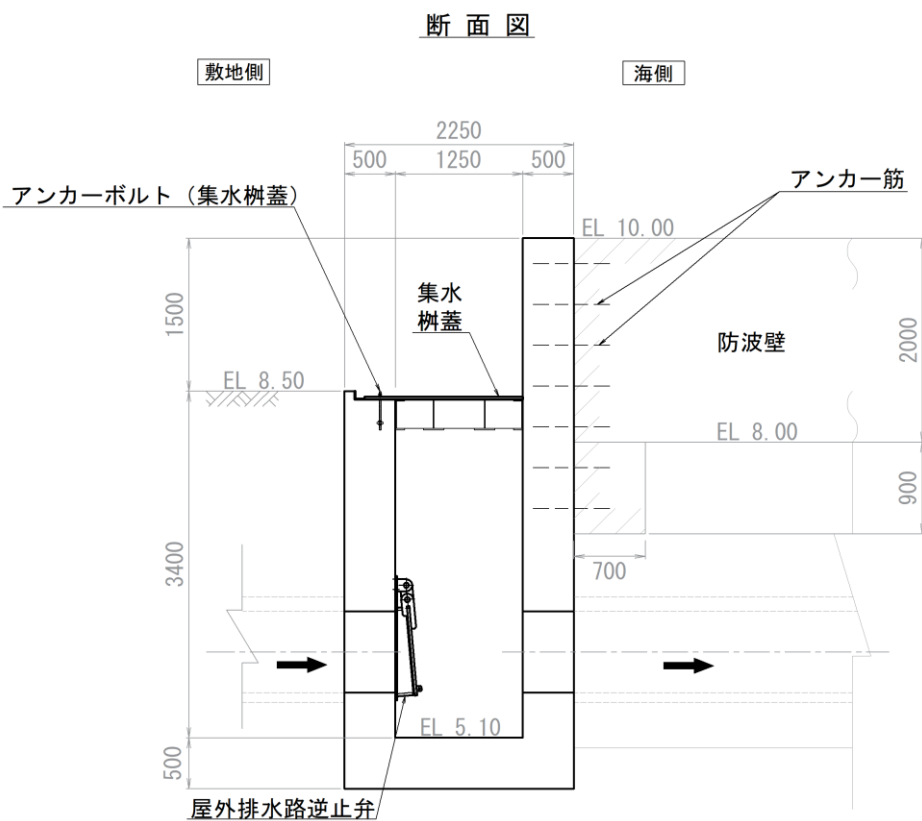 断面図
敷地側
海側
2250
500
1250
500
アンカーボルト（集水桝蓋）
アンカー筋
EL 10.00
1500
集水
桝蓋
防波壁
2000
EL 8.50
EL 8.00
900
3400
700
EL 5.10
500
屋外排水路逆止弁